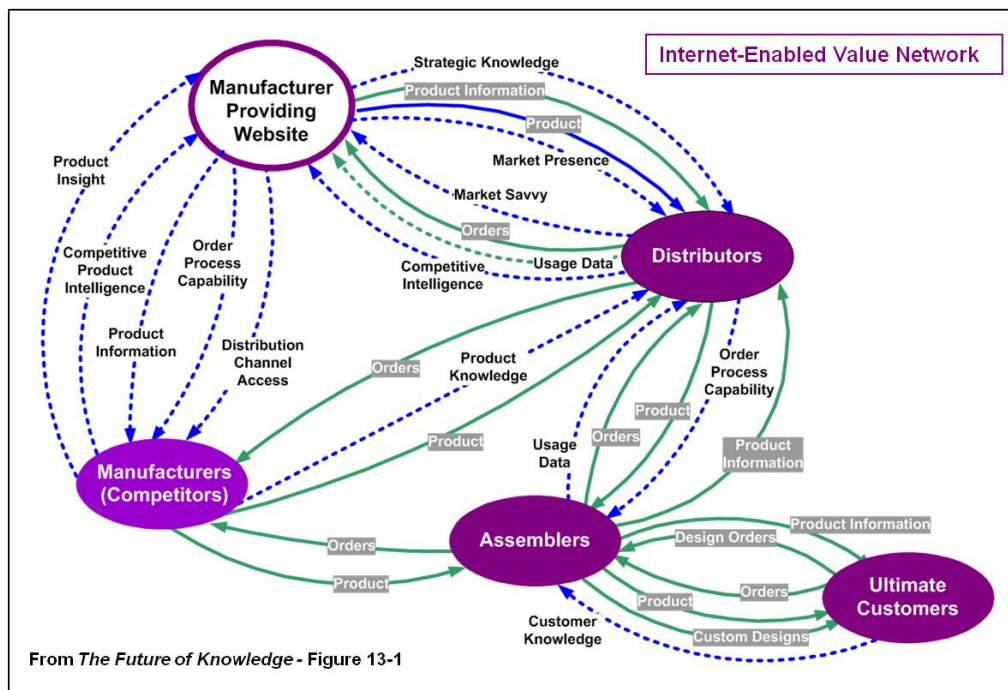 Internet-Enabled Value Network
Manufacturer
Providing
Website
Strategic Knowledge
Product Information
Product
Market Presence
Market Savvy
Orders
Usage Data
Competitive
Intelligence
Distributors
Product
Insight
Competitive
Product
Intelligence
Order
Process
Capability
Product
Information
Distribution
Channel
Access
Orders
Product
Knowledge
Product
Order
Process
Capability
Product
Orders
Usage
Data
Product
Information
Manufacturers
(Competitors)
Orders
Product
Assemblers
Product Information
Design Orders
Orders
Product
Custom Designs
Customer
Knowledge
Ultimate
Customers
From The Future of Knowledge - Figure 13-1